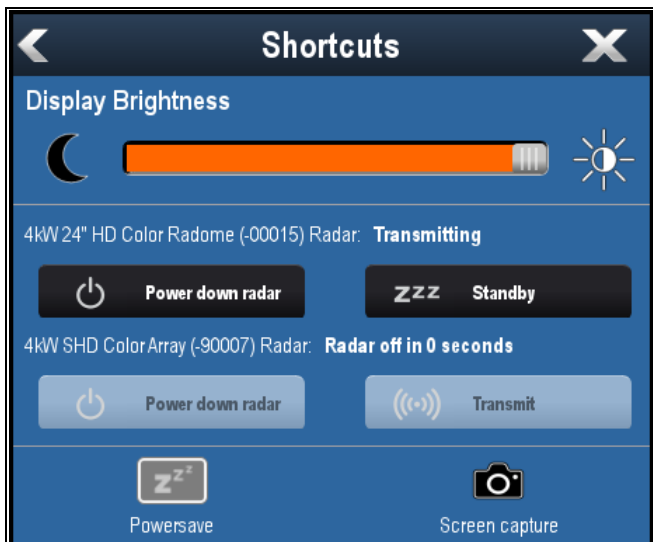 Shortcuts
Display Brightness
4kW 24" HD Color Radome (-00015) Radar: Transmitting
Power down radar
zzz Standby
4kW SHD Color Array (-90007) Radar: Radar off in 0 seconds
Power down radar
Transmit
zzz
Powersave
Screen capture